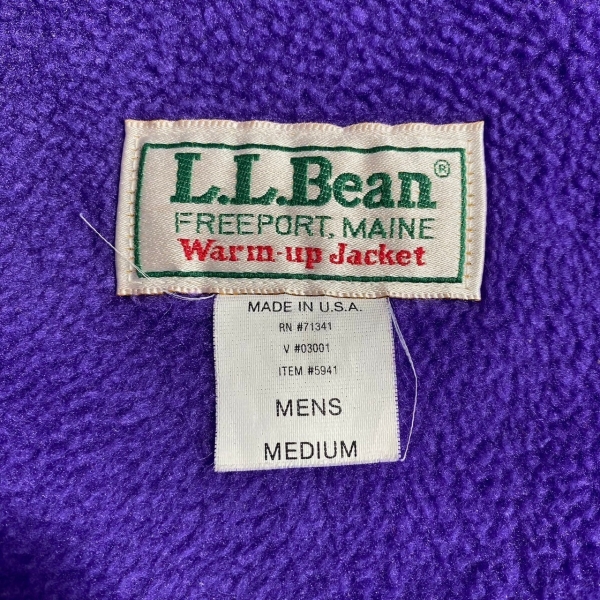 L.L.Bean®
FREEPORT, MAINE
Warm-up Jacket
MADE IN U.S.A.
RN #71341
V #03001
ITEM #5941
MENS
MEDIUM